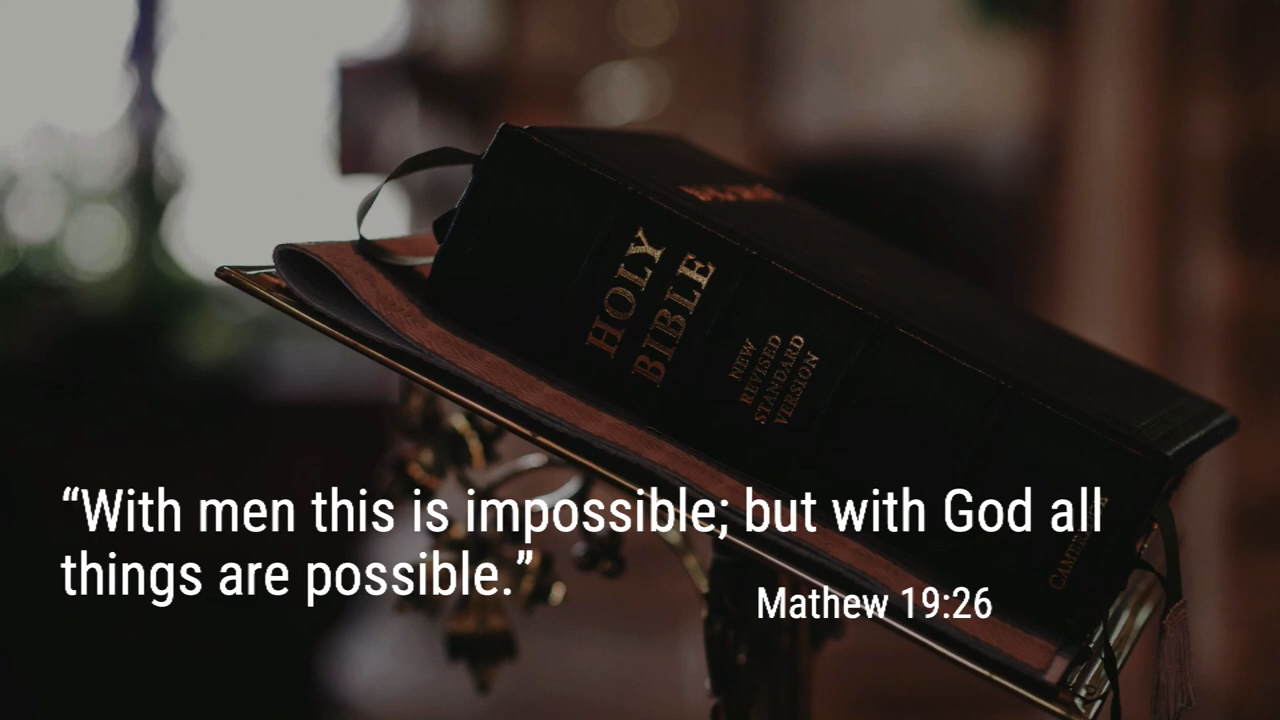 HOLY
BIBLE
NEW
REVISED
STANDARD
VERSION
“With men this is impossible; but with God all
things are possible.”
Mathew 19:26